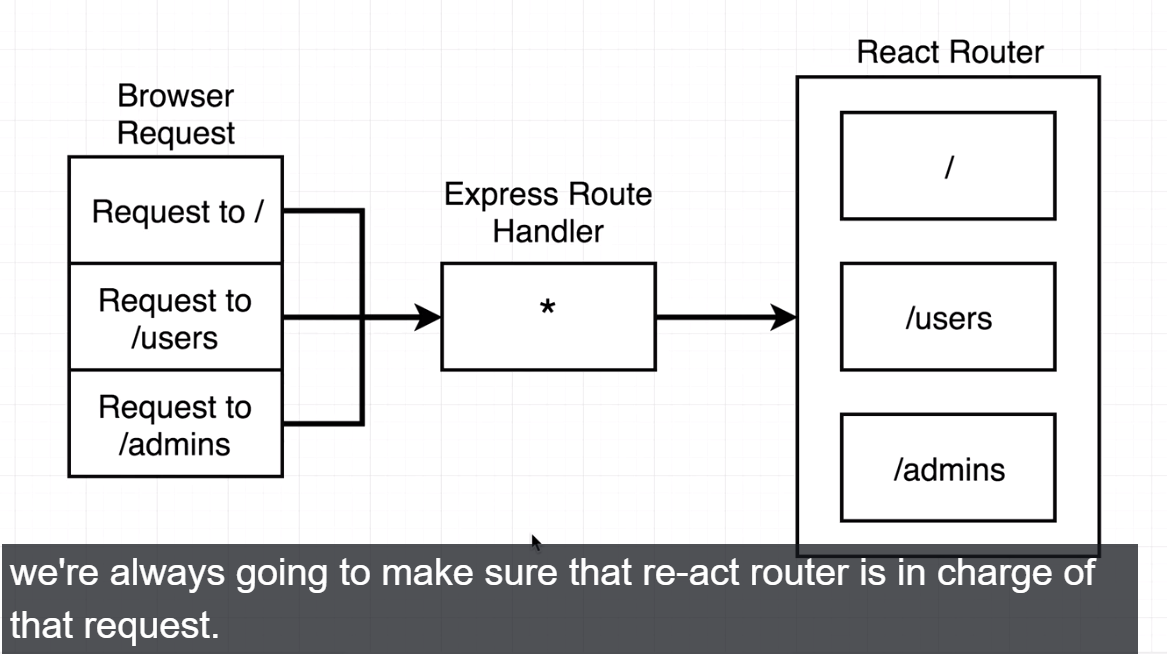 Browser
Request
Request to /
Request to
/users
Request to
/admins
Express Route
Handler
*
React Router
/
/users
/admins
we're always going to make sure that re-act router is in charge of
that request.